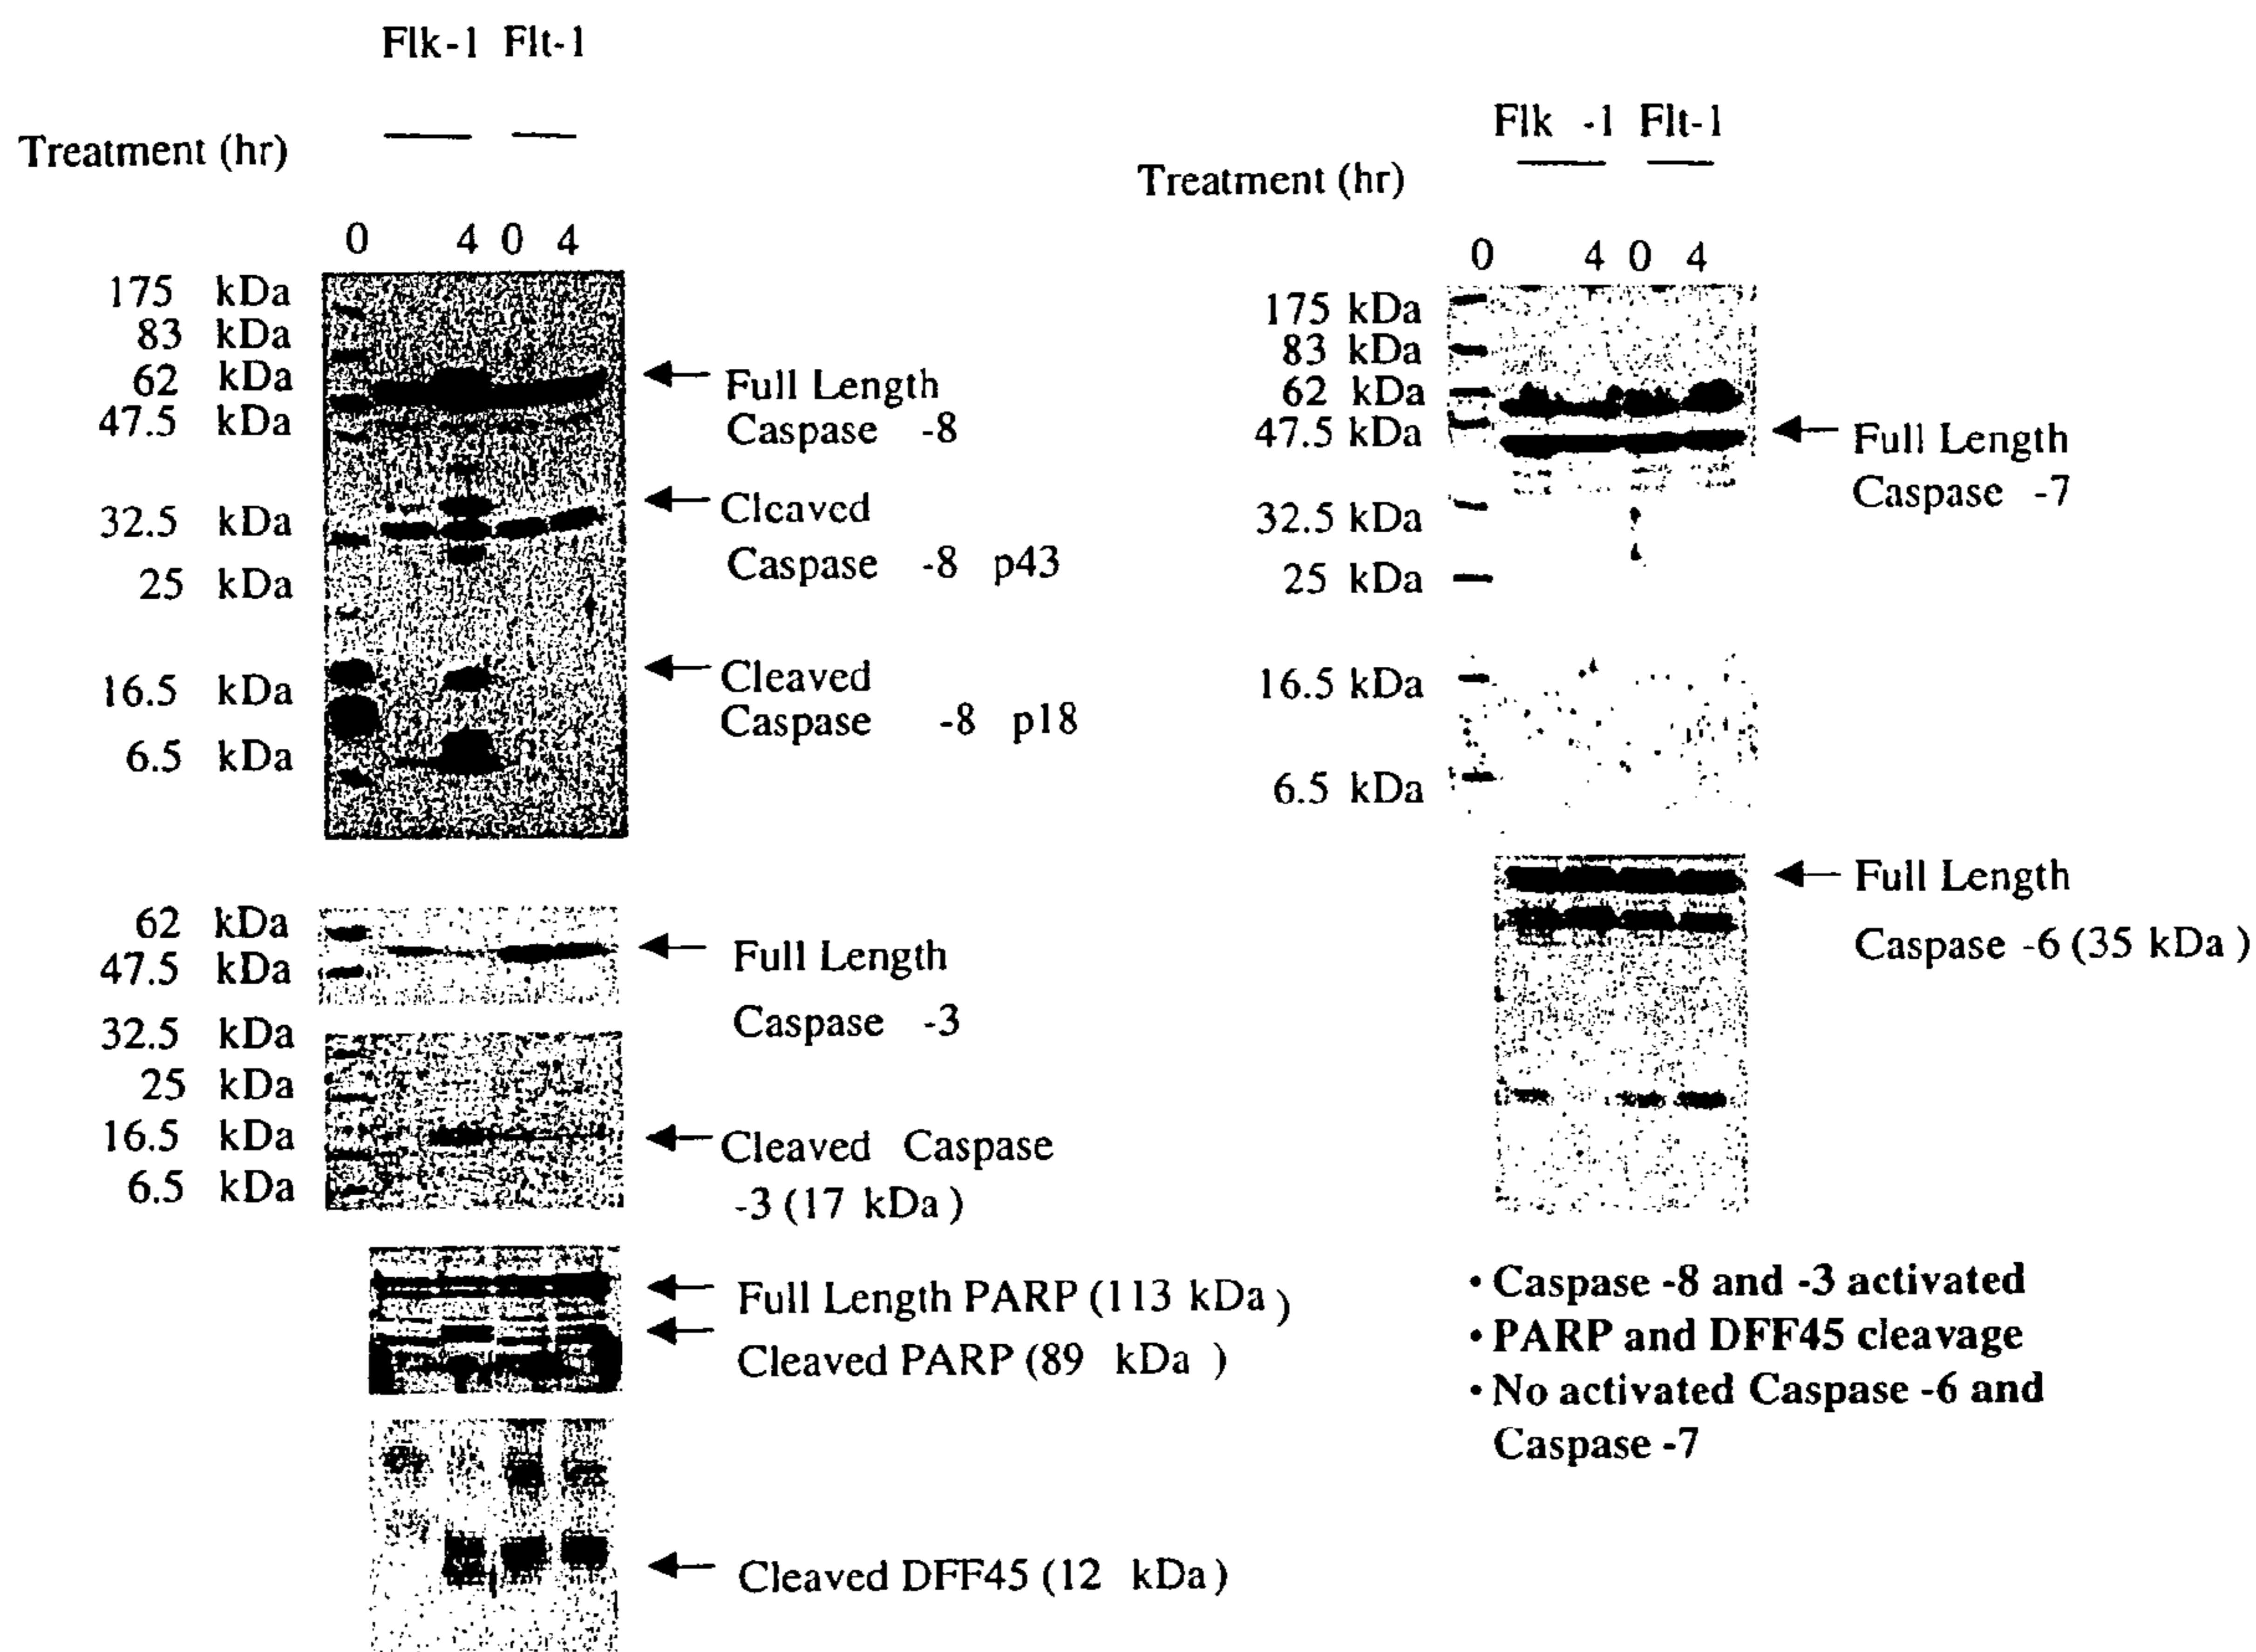 Flk-1 Flt-1
Treatment (hr)
0 4 0 4
175 kDa
83 kDa
62 kDa
47.5 kDa
32.5 kDa
25 kDa
16.5 kDa
6.5 kDa
Full Length
Caspase -8
Cleaved
Caspase -8 p43
Cleaved
Caspase -8 p18
62 kDa
47.5 kDa
32.5 kDa
25 kDa
16.5 kDa
6.5 kDa
Full Length
Caspase -3
Cleaved Caspase
-3 (17 kDa)
Full Length PARP (113 kDa)
Cleaved PARP (89 kDa )
Cleaved DFF45 (12 kDa)
Flk -1 Flt-1
Treatment (hr)
0 4 0 4
175 kDa
83 kDa
62 kDa
47.5 kDa
32.5 kDa
25 kDa
16.5 kDa
6.5 kDa
Full Length
Caspase -7
Full Length
Caspase -6 (35 kDa )
• Caspase -8 and -3 activated
• PARP and DFF45 cleavage
• No activated Caspase -6 and
Caspase -7